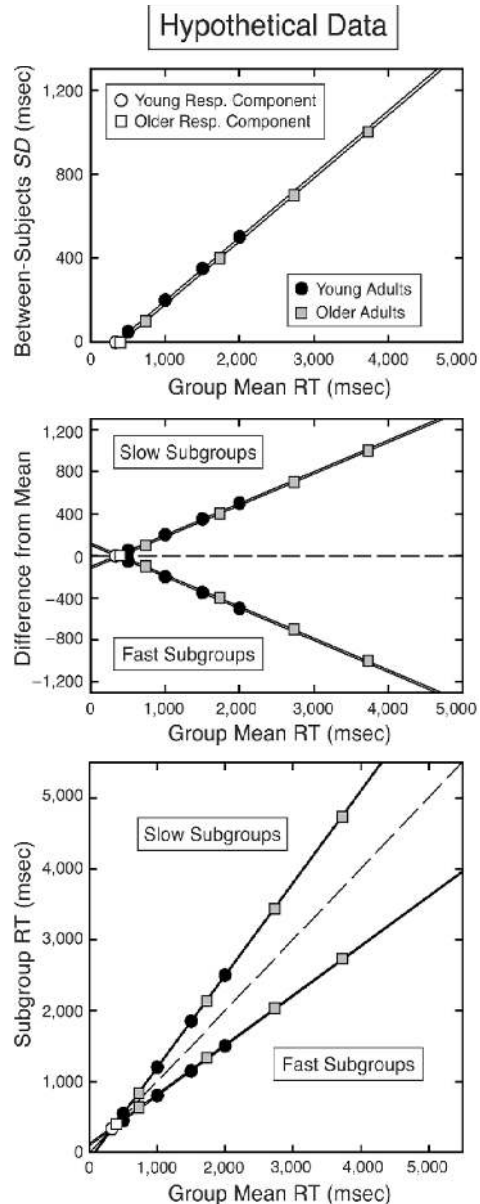 Hypothetical Data
Between-Subjects SD (msec)
1,200
800
400
0
Young Resp. Component
Older Resp. Component
Young Adults
Older Adults
0 1,000 2,000 3,000 4,000 5,000
Group Mean RT (msec)
Difference from Mean
1,200
800
400
0
−400
−800
−1,200
Slow Subgroups
Fast Subgroups
0 1,000 2,000 3,000 4,000 5,000
Group Mean RT (msec)
Subgroup RT (msec)
5,000
4,000
3,000
2,000
1,000
0
Slow Subgroups
Fast Subgroups
0 1,000 2,000 3,000 4,000 5,000
Group Mean RT (msec)